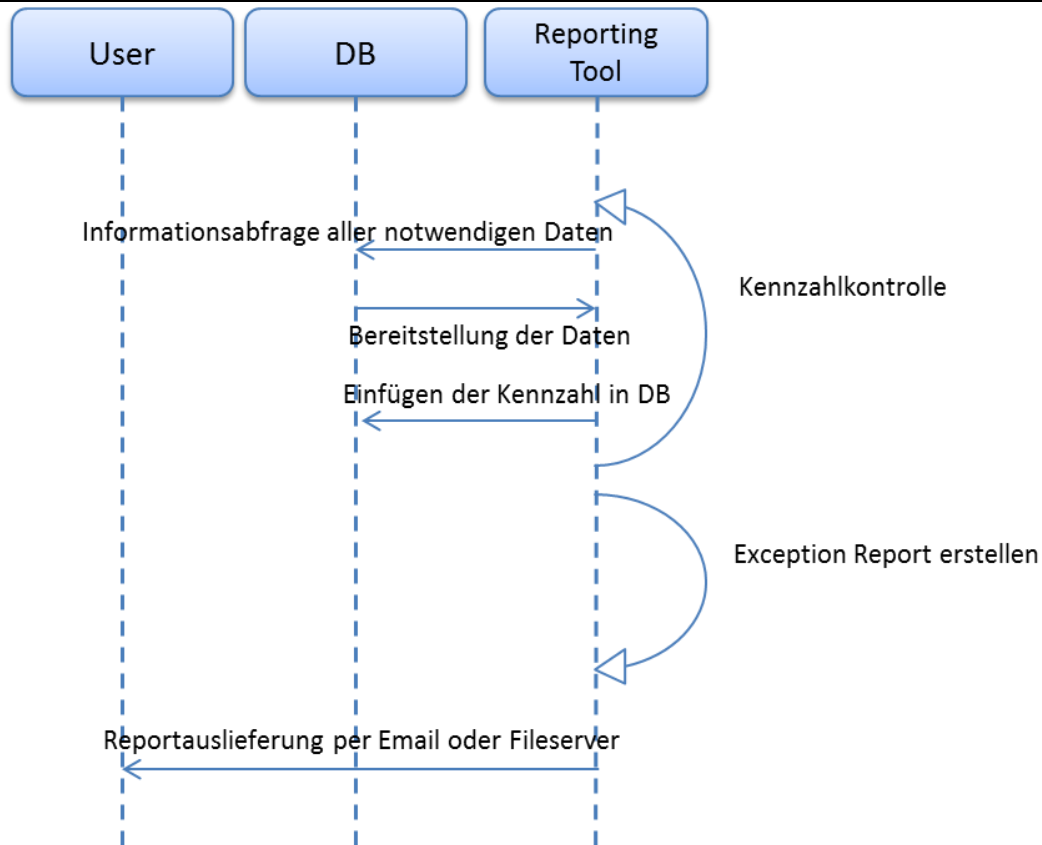 User
DB
Reporting
Tool
Informationsabfrage aller notwendigen Daten
Kennzahlkontrolle
Bereitstellung der Daten
Einfügen der Kennzahl in DB
Exception Report erstellen
Reportauslieferung per Email oder Fileserver